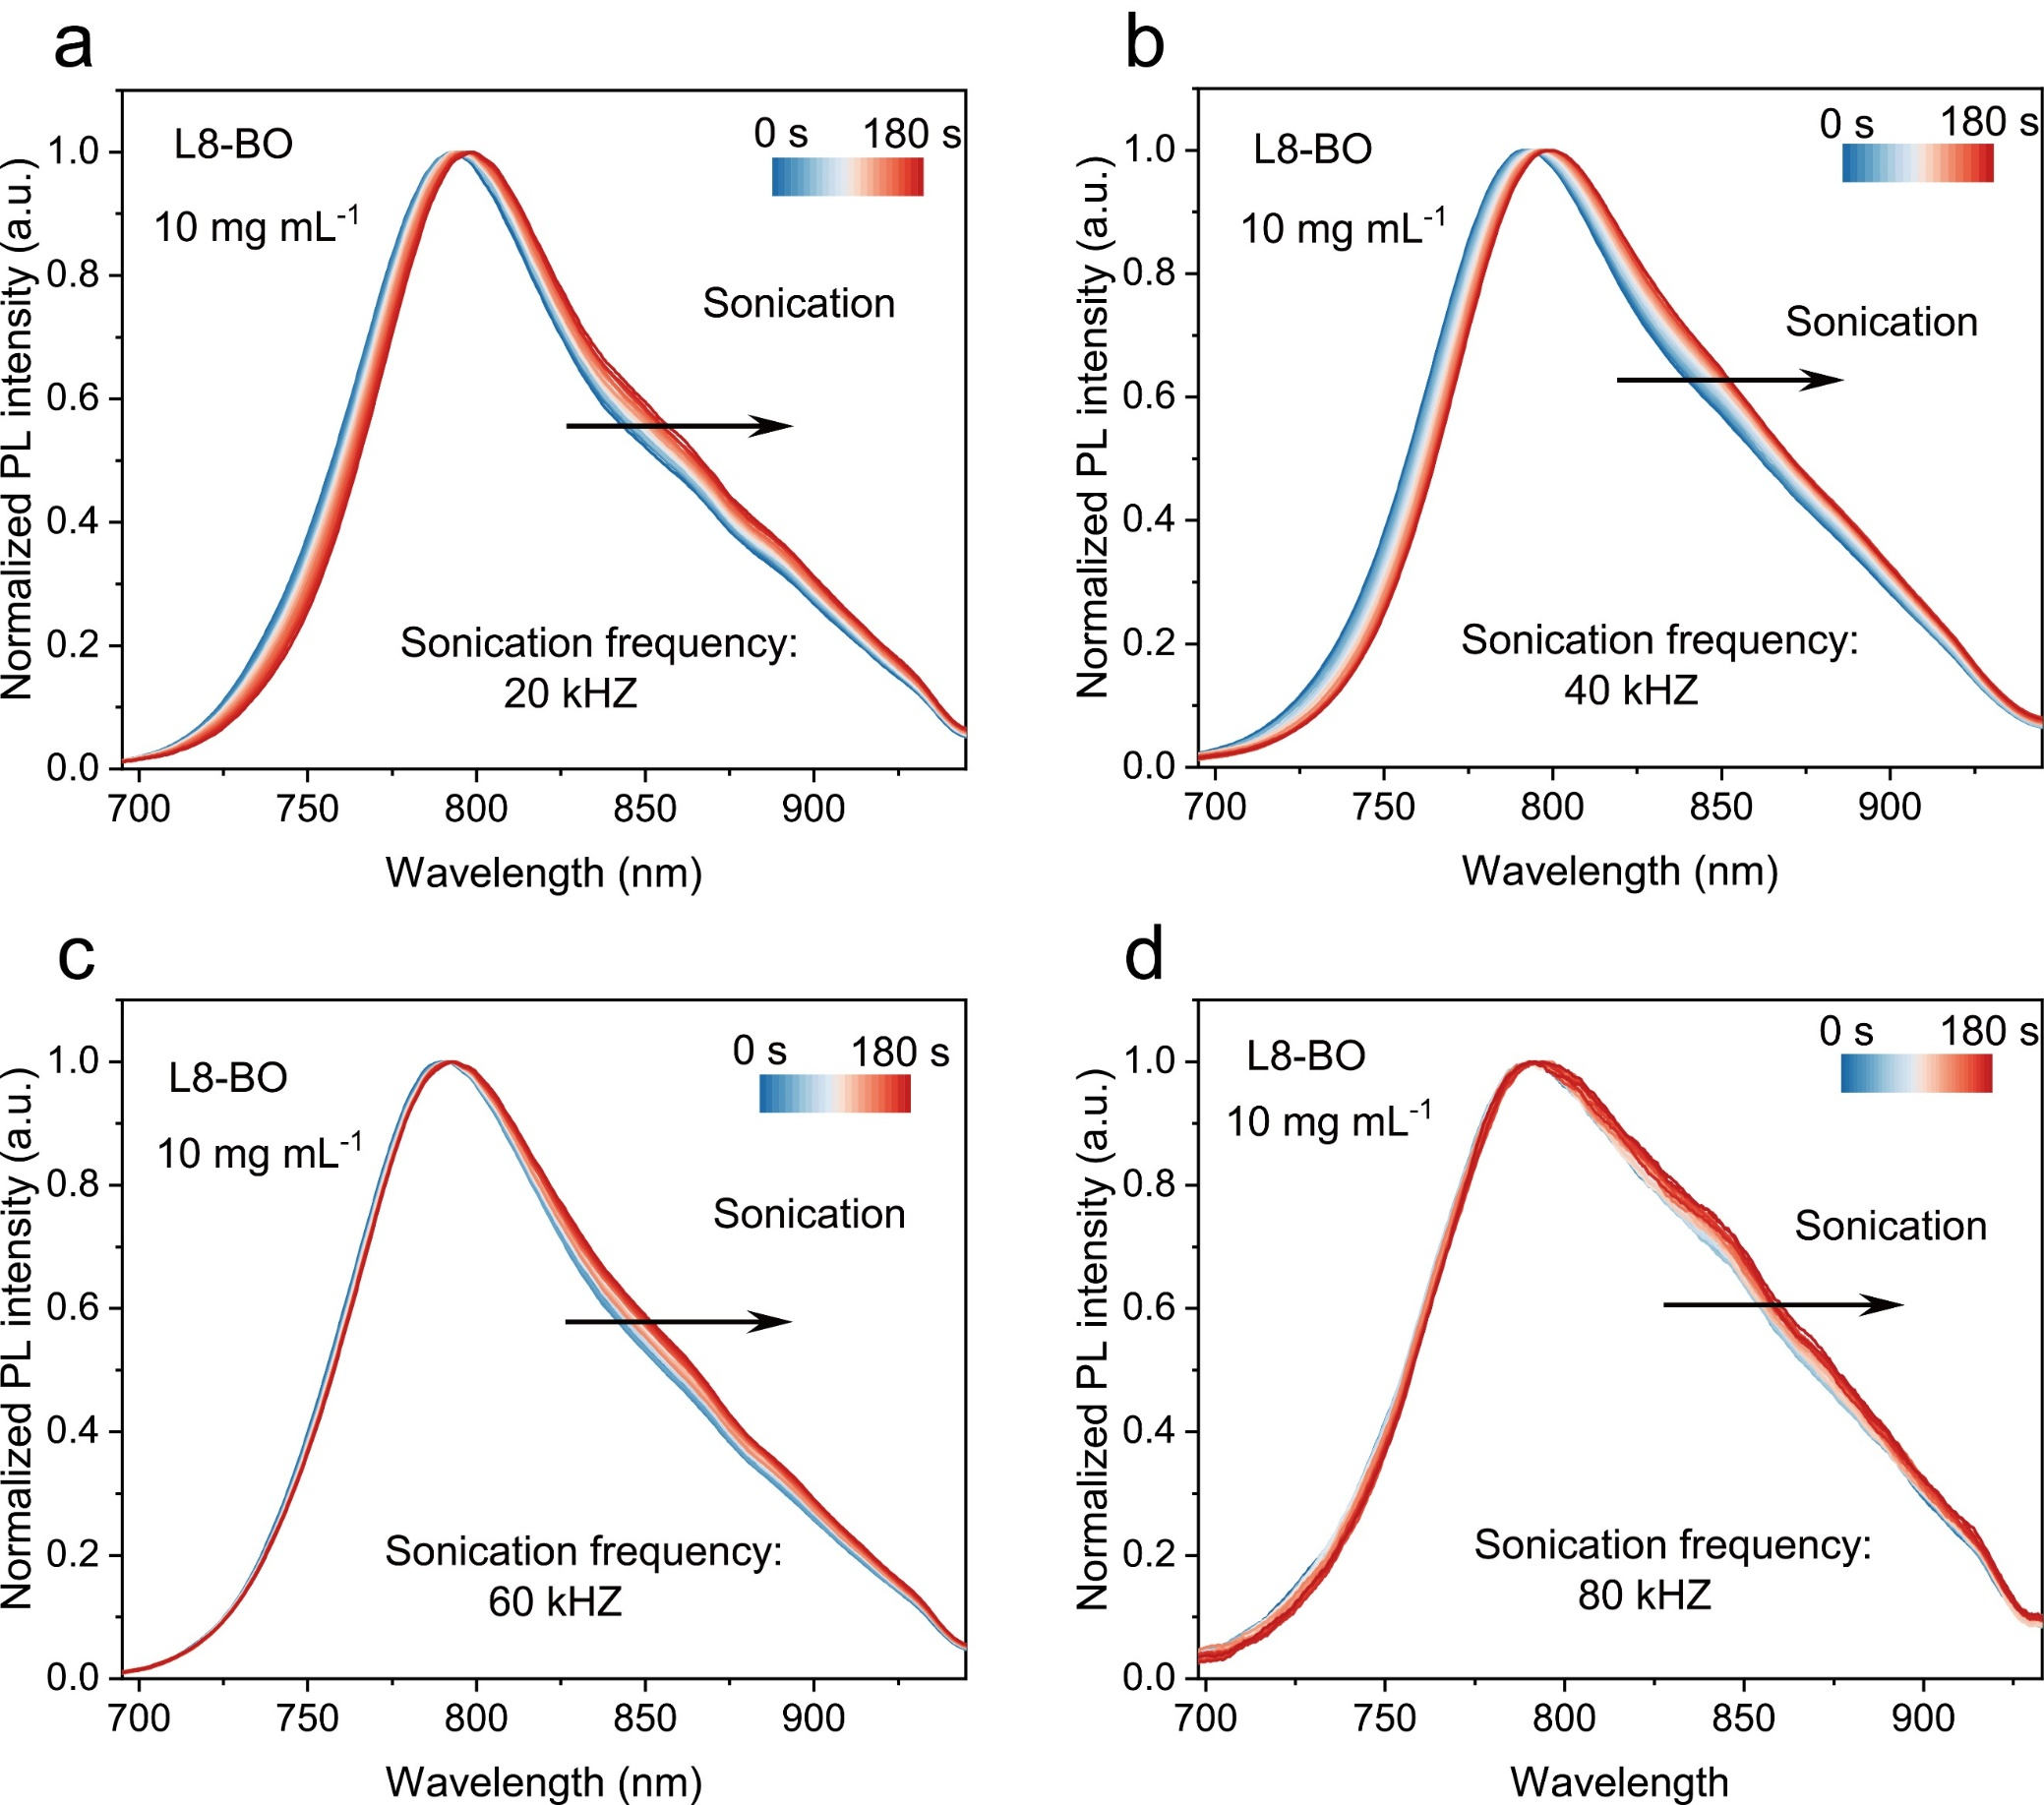 a
L8-BO
10 mg mL⁻¹
0 s 180 s
Sonication
Sonication frequency:
20 kHZ
Normalized PL intensity (a.u.)
1.0
0.8
0.6
0.4
0.2
0.0
700 750 800 850 900
Wavelength (nm)
b
L8-BO
10 mg mL⁻¹
0 s 180 s
Sonication
Sonication frequency:
40 kHZ
Normalized PL intensity (a.u.)
1.0
0.8
0.6
0.4
0.2
0.0
700 750 800 850 900
Wavelength (nm)
c
L8-BO
10 mg mL⁻¹
0 s 180 s
Sonication
Sonication frequency:
60 kHZ
Normalized PL intensity (a.u.)
1.0
0.8
0.6
0.4
0.2
0.0
700 750 800 850 900
Wavelength (nm)
d
L8-BO
10 mg mL⁻¹
0 s 180 s
Sonication
Sonication frequency:
80 kHZ
Normalized PL intensity (a.u.)
1.0
0.8
0.6
0.4
0.2
0.0
700 750 800 850 900
Wavelength